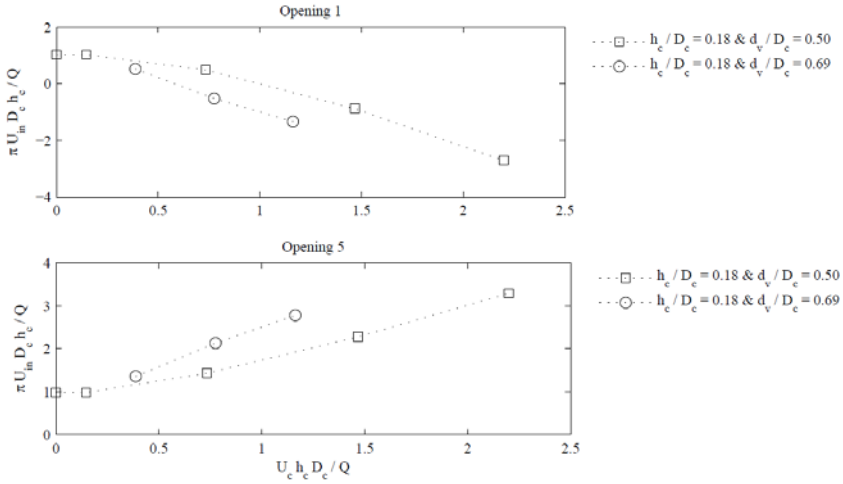 Opening 1
2
0
−2
−4
π U_in D_c h_c / Q
0 0.5 1 1.5 2 2.5
h_c / D_c = 0.18 & d_v / D_c = 0.50
h_c / D_c = 0.18 & d_v / D_c = 0.69
Opening 5
4
3
2
1
0
π U_in D_c h_c / Q
0 0.5 1 1.5 2 2.5
U_c h_c D_c / Q
h_c / D_c = 0.18 & d_v / D_c = 0.50
h_c / D_c = 0.18 & d_v / D_c = 0.69